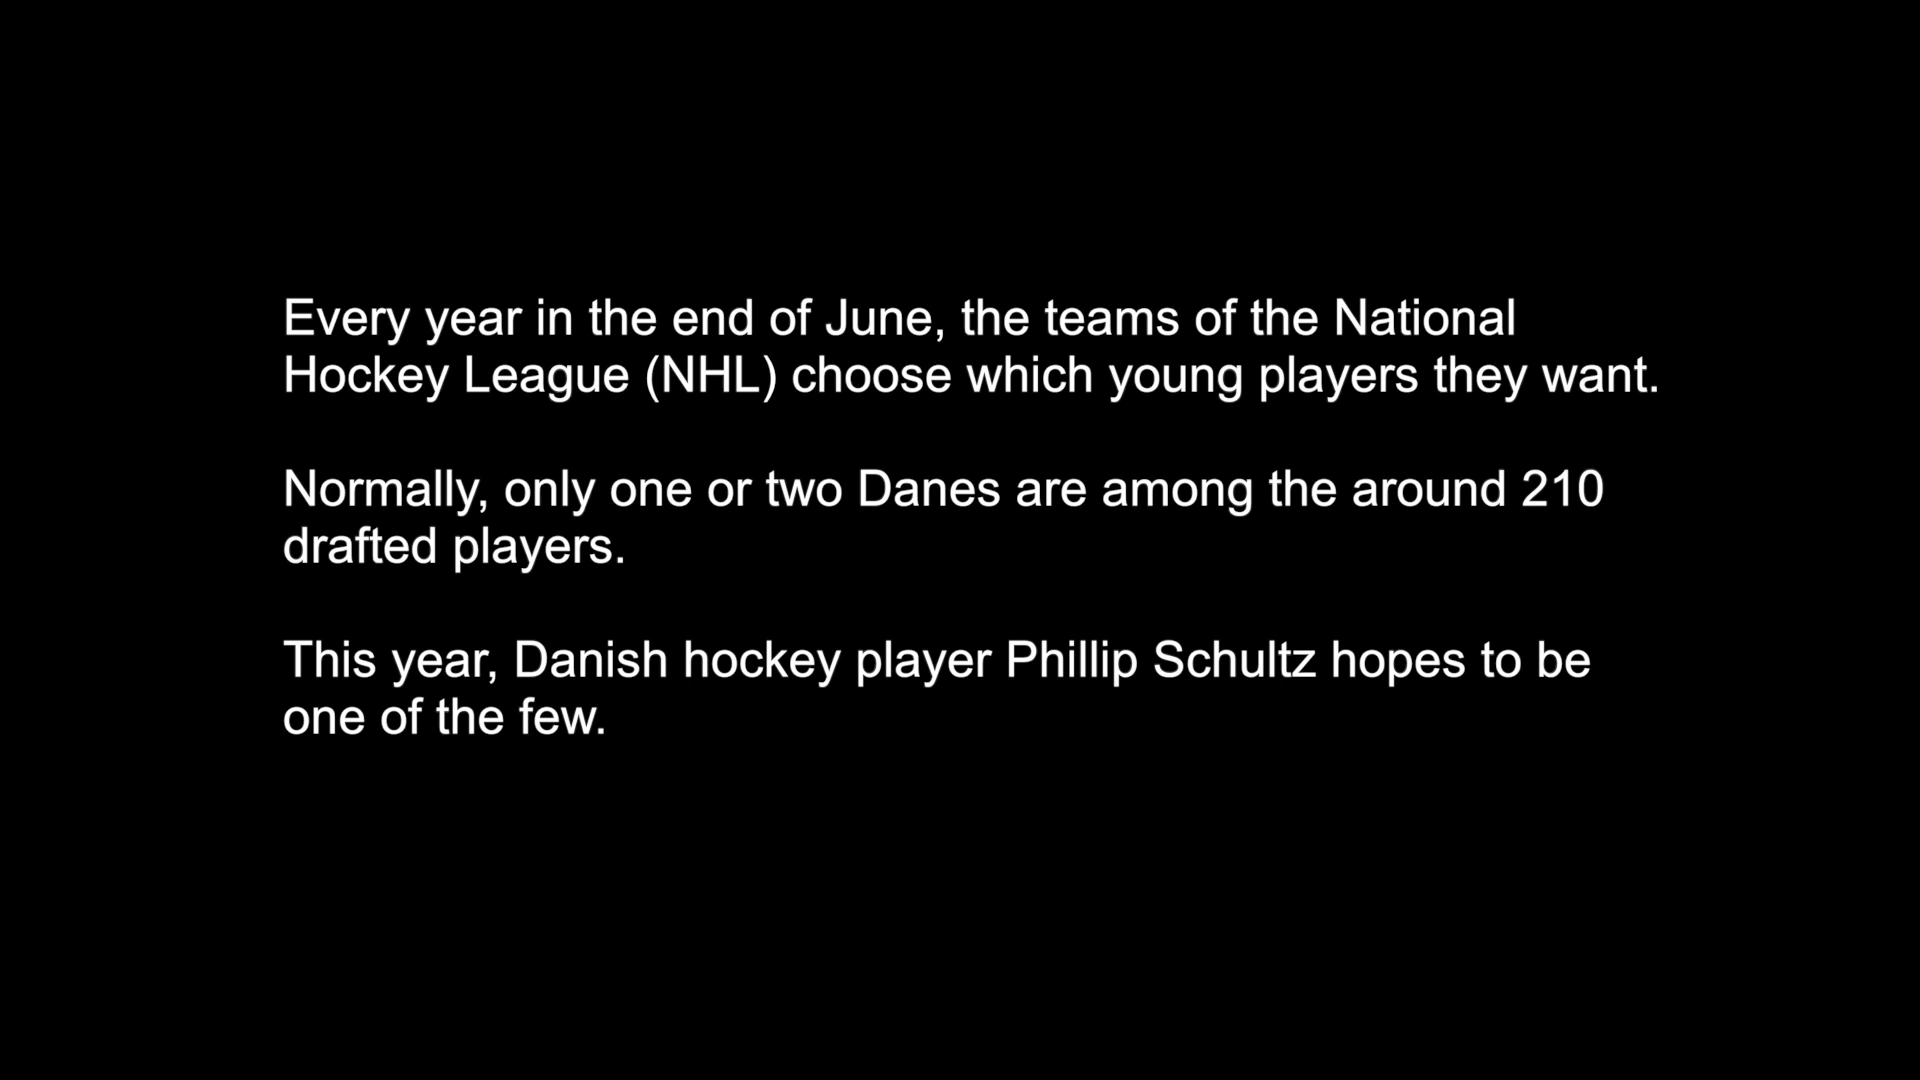 Every year in the end of June, the teams of the National
Hockey League (NHL) choose which young players they want.
Normally, only one or two Danes are among the around 210
drafted players.
This year, Danish hockey player Phillip Schultz hopes to be
one of the few.